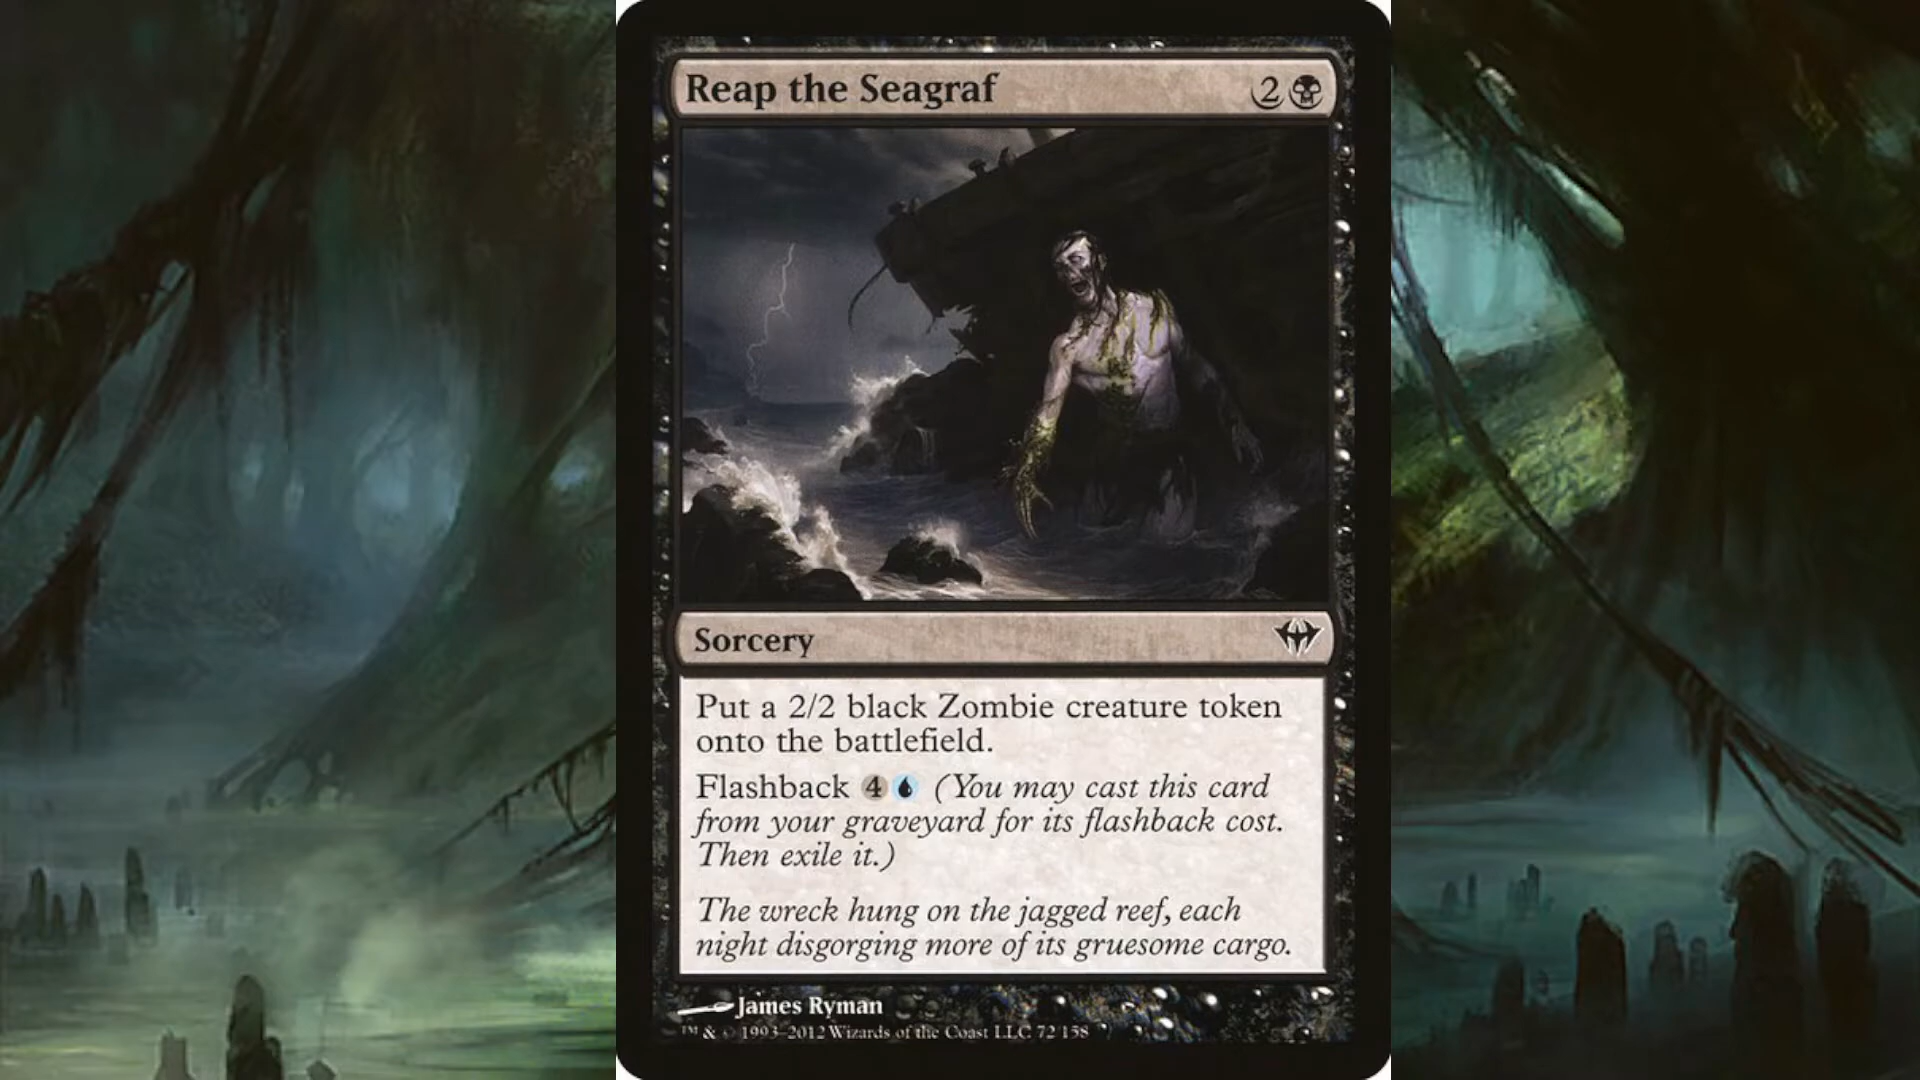 Reap the Seagraf 2
Sorcery
Put a 2/2 black Zombie creature token
onto the battlefield.
Flashback 4 (You may cast this card
from your graveyard for its flashback cost.
Then exile it.)
The wreck hung on the jagged reef, each
night disgorging more of its gruesome cargo.
James Ryman
™ & © 1993–2012 Wizards of the Coast LLC 72/158